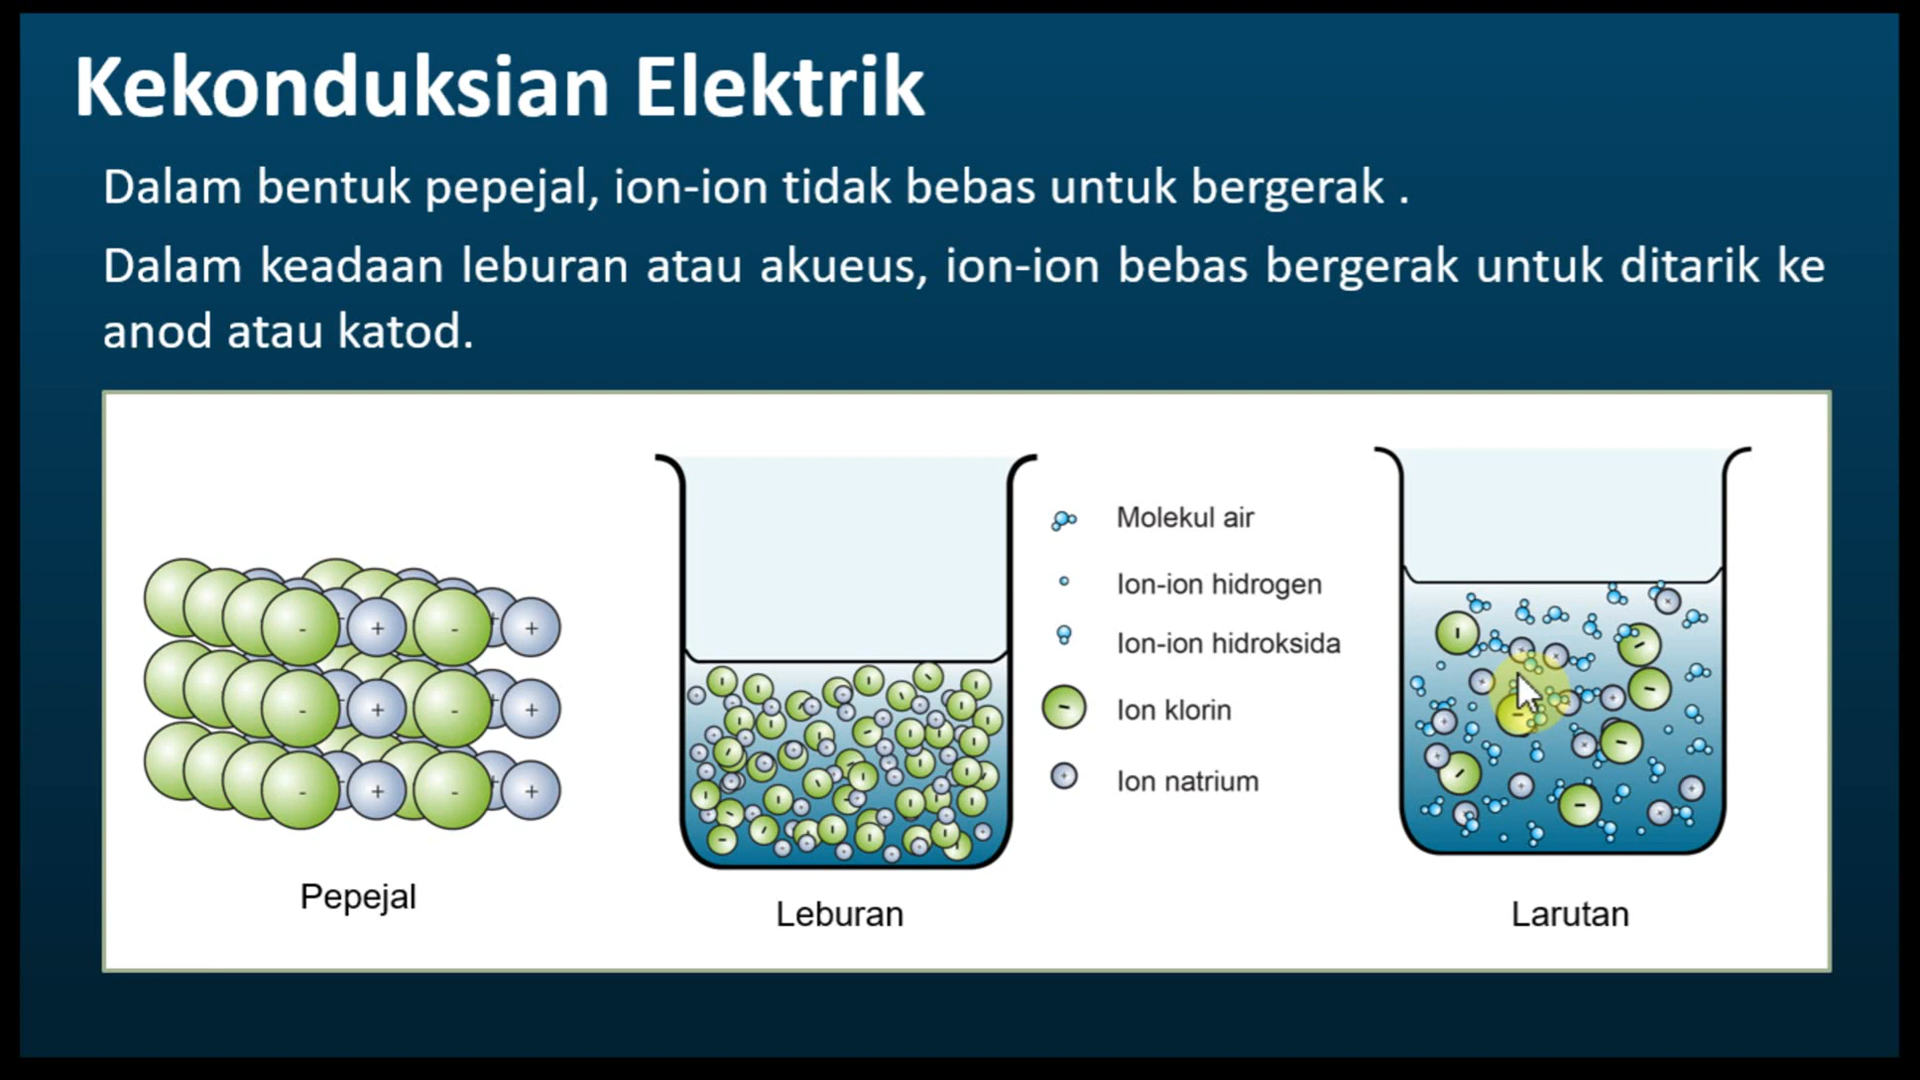 Kekonduksian Elektrik
Dalam bentuk pepejal, ion-ion tidak bebas untuk bergerak .
Dalam keadaan leburan atau akueus, ion-ion bebas bergerak untuk ditarik ke
anod atau katod.
Molekul air
Ion-ion hidrogen
Ion-ion hidroksida
Ion klorin
Ion natrium
Pepejal
Leburan
Larutan